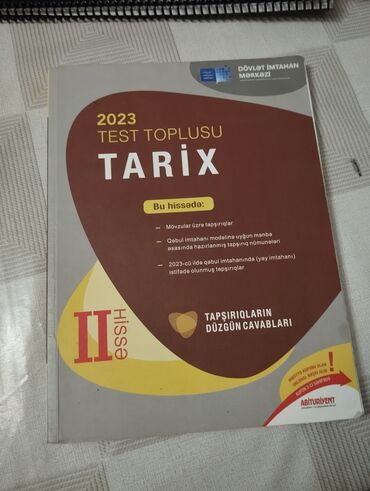 DÖVLƏT İMTAHAN
MƏRKƏZİ
2023
TEST TOPLUSU
TARİX
Bu hissədə:
— Mövzular üzrə tapşırıqlar
— Qəbul imtahanı modelinə uyğun mənbə
əsasında hazırlanmış tapşırıq nümunələri
— 2023-cü ildə qəbul imtahanında (yay imtahanı)
istifadə olunmuş tapşırıqlar
II HİSSƏ
TAPŞIRIQLARIN
DÜZGÜN CAVABLARI
ABİTURİYENT